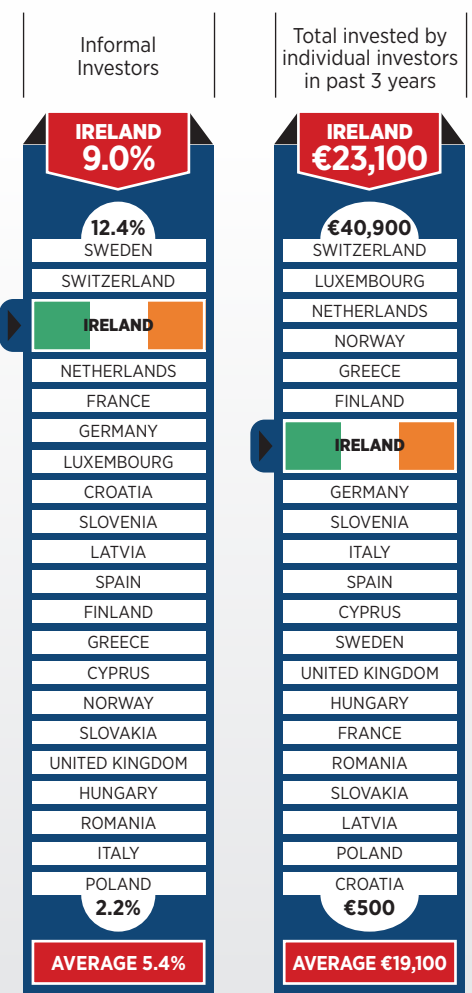 Informal
Investors
IRELAND
9.0%
12.4%
SWEDEN
SWITZERLAND
IRELAND
NETHERLANDS
FRANCE
GERMANY
LUXEMBOURG
CROATIA
SLOVENIA
LATVIA
SPAIN
FINLAND
GREECE
CYPRUS
NORWAY
SLOVAKIA
UNITED KINGDOM
HUNGARY
ROMANIA
ITALY
POLAND
2.2%
AVERAGE 5.4%
Total invested by
individual investors
in past 3 years
IRELAND
€23,100
€40,900
SWITZERLAND
LUXEMBOURG
NETHERLANDS
NORWAY
GREECE
FINLAND
IRELAND
GERMANY
SLOVENIA
ITALY
SPAIN
CYPRUS
SWEDEN
UNITED KINGDOM
HUNGARY
FRANCE
ROMANIA
SLOVAKIA
LATVIA
POLAND
CROATIA
€500
AVERAGE €19,100